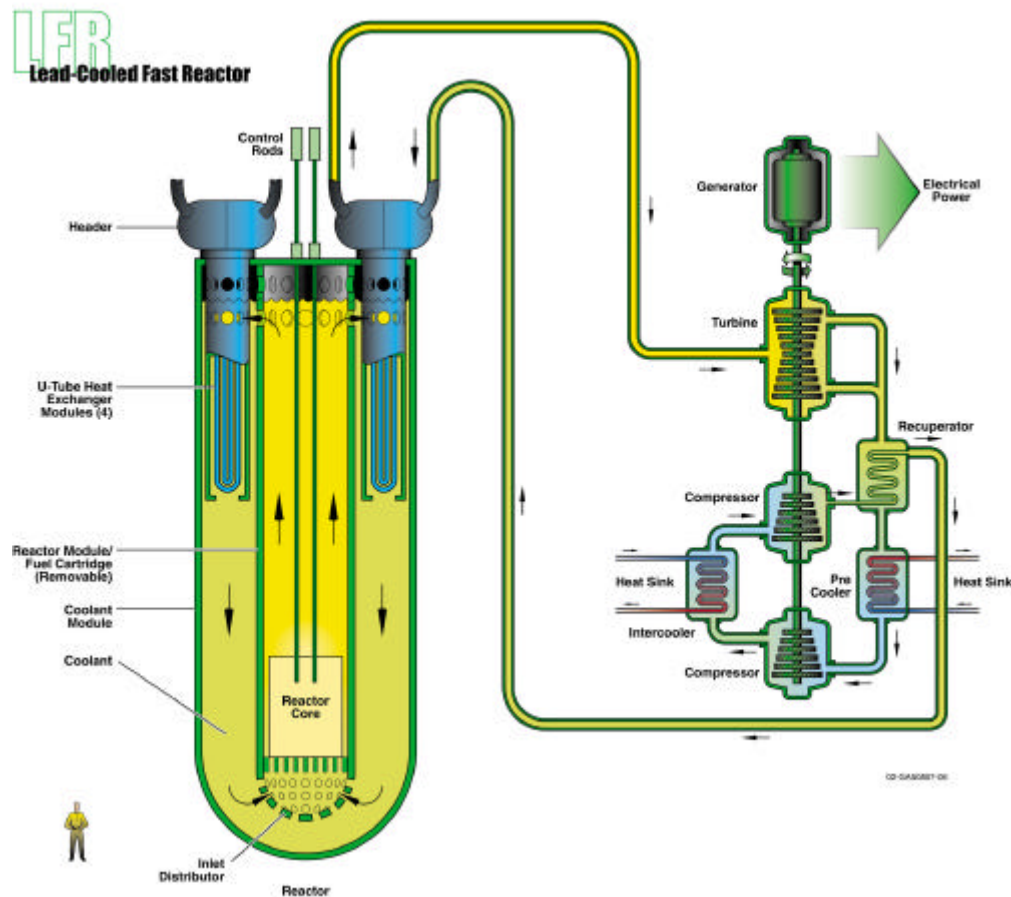 LFR
Lead-Cooled Fast Reactor
Control
Rods
Header
U-Tube Heat
Exchanger
Modules (4)
Reactor Module/
Fuel Cartridge
(Removable)
Coolant
Module
Coolant
Reactor
Core
Inlet
Distributor
Reactor
Generator
Electrical
Power
Turbine
Recuperator
Compressor
Heat Sink
Pre
Cooler
Heat Sink
Intercooler
Compressor